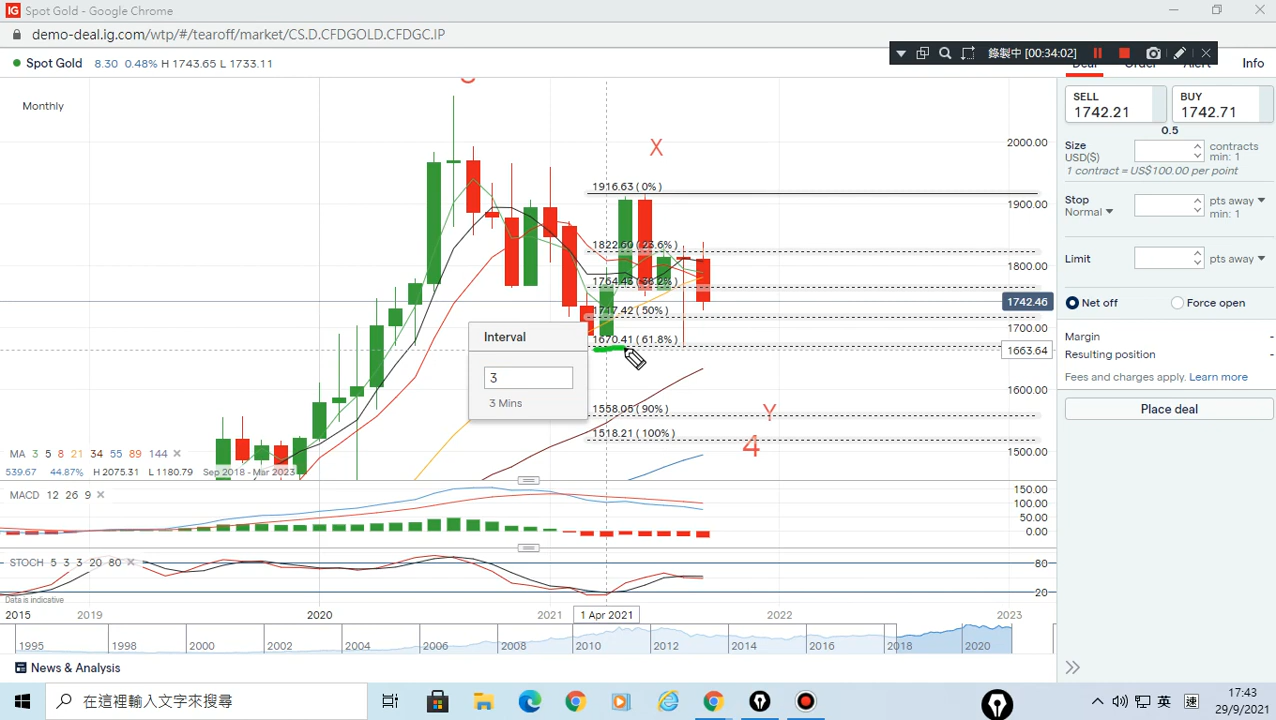 IG Spot Gold - Google Chrome
demo-deal.ig.com/wtp/#/tearoff/market/CS.D.CFDGOLD.CFDGC.IP
錄製中 [00:34:02]
Spot Gold 8.30 0.48% H 1743.65 L 1733.11
Deal Order Alert Info
Monthly
X
1916.63 ( 0% )
1822.60 ( 23.6% )
1764.43 ( 38.2% )
1717.42 ( 50% )
1670.41 ( 61.8% )
1558.05 ( 90% )
1518.21 ( 100% )
Y
4
Interval
3
3 Mins
2000.00
1900.00
1800.00
1742.46
1700.00
1663.64
1600.00
1500.00
MA 3 5 8 21 34 55 89 144
539.67 44.87% H 2075.31 L 1180.79 Sep 2018 - Mar 2023
MACD 12 26 9
150.00
100.00
50.00
0.00
STOCH 5 3 3 20 80
80
20
Data is indicative
2015 2019 2020 2021 1 Apr 2021 2022 2023
1995 1998 2000 2002 2004 2006 2008 2010 2012 2014 2016 2018 2020
News & Analysis
SELL
1742.21
BUY
1742.71
0.5
Size
USD($)
contracts
min: 1
1 contract = US$100.00 per point
Stop
Normal
pts away
min: 1
Limit
pts away
Net off
Force open
Margin -
Resulting position -
Fees and charges apply. Learn more
Place deal
在這裡輸入文字來搜尋
英
17:43
29/9/2021